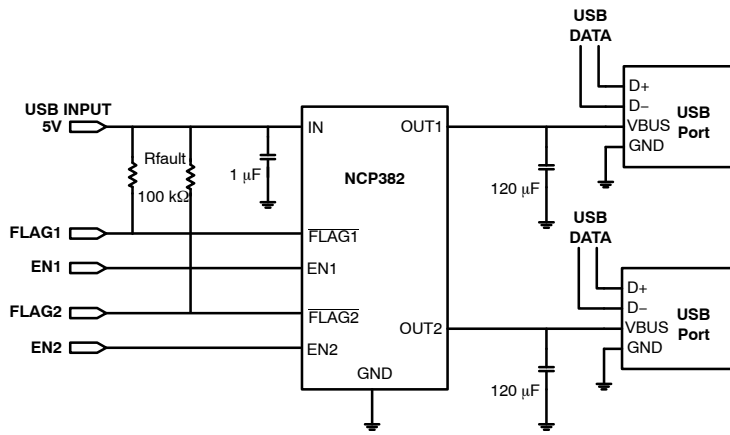 USB
DATA
D+
D−
VBUS
GND
USB
Port
USB INPUT
5V
IN
OUT1
Rfault
100 kΩ
1 μF
NCP382
120 μF
FLAG1
FLAG1
EN1
EN1
FLAG2
FLAG2
EN2
EN2
OUT2
GND
USB
DATA
D+
D−
VBUS
GND
USB
Port
120 μF